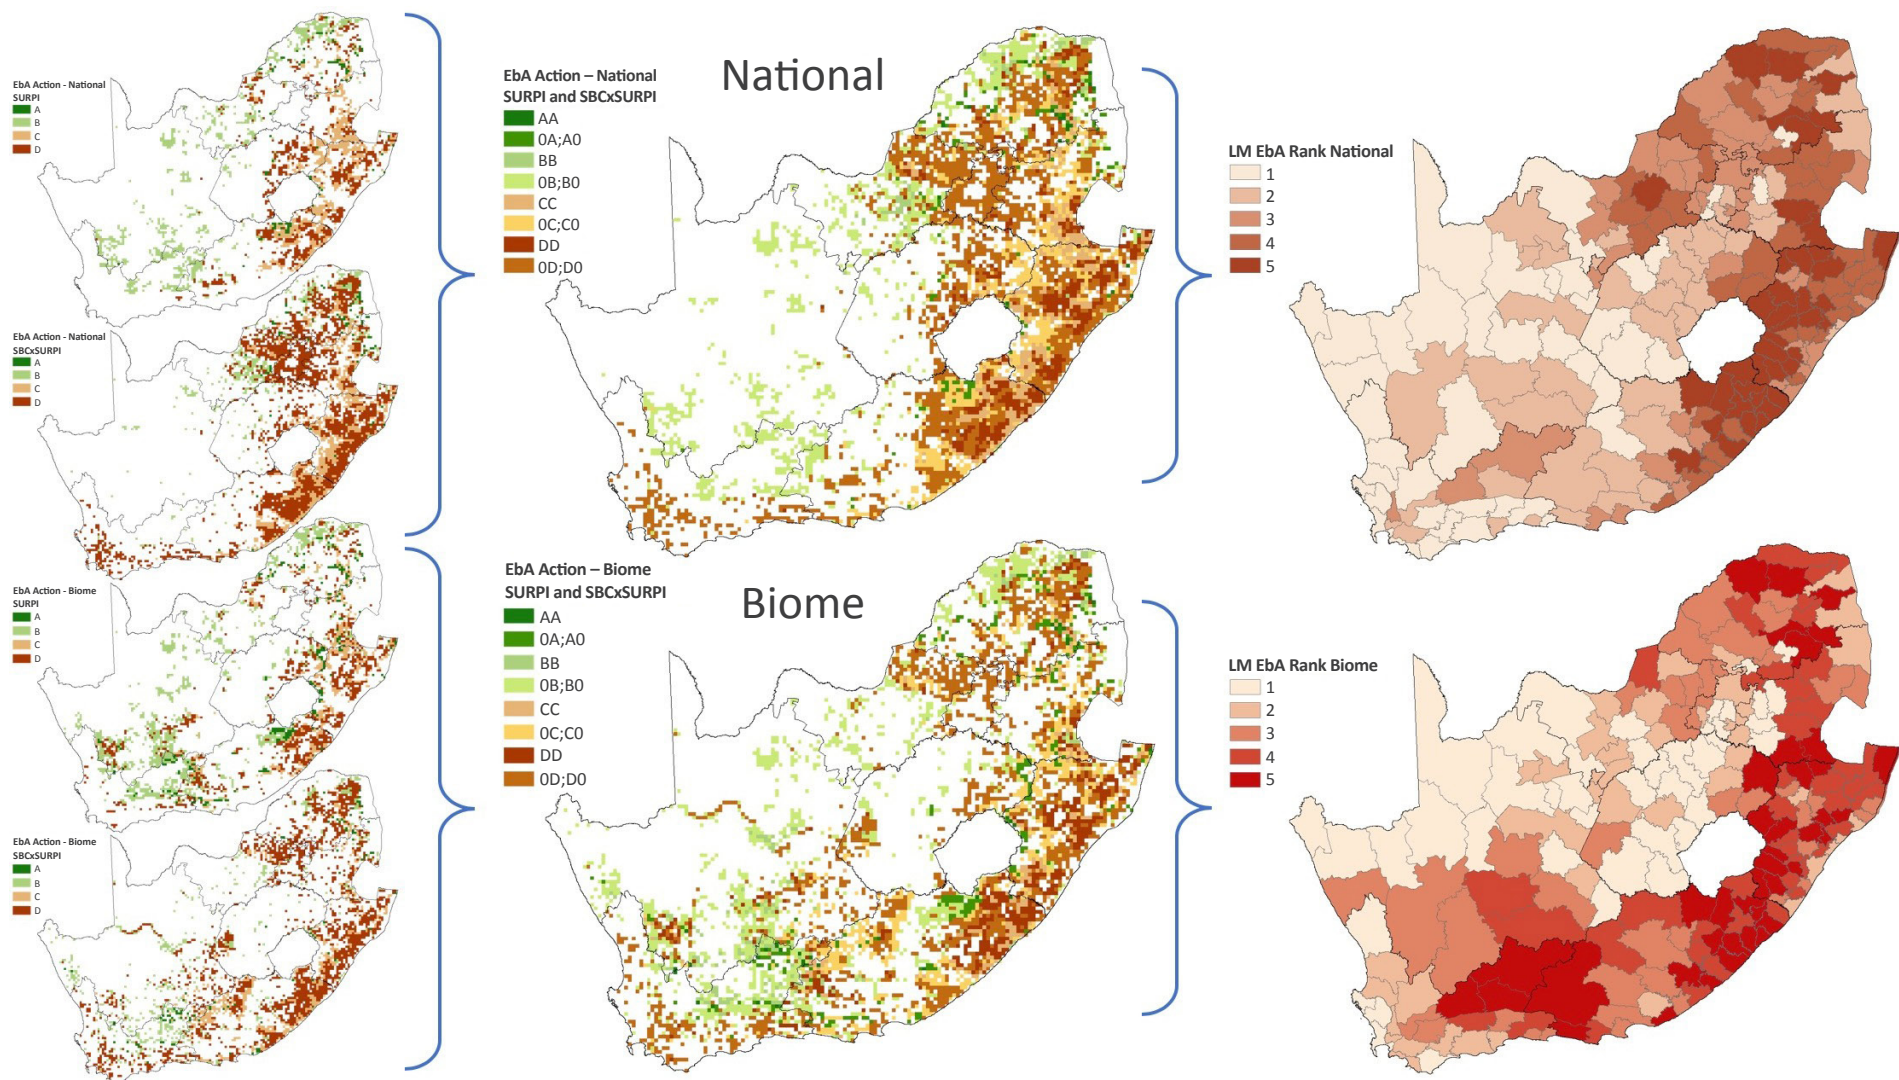 EbA Action - National
SURPI
A
B
C
D
EbA Action - National
SBCxSURPI
A
B
C
D
EbA Action - Biome
SURPI
A
B
C
D
EbA Action - Biome
SBCxSURPI
A
B
C
D
National
EbA Action – National
SURPI and SBCxSURPI
AA
0A;A0
BB
0B;B0
CC
0C;C0
DD
0D;D0
Biome
EbA Action – Biome
SURPI and SBCxSURPI
AA
0A;A0
BB
0B;B0
CC
0C;C0
DD
0D;D0
LM EbA Rank National
1
2
3
4
5
LM EbA Rank Biome
1
2
3
4
5